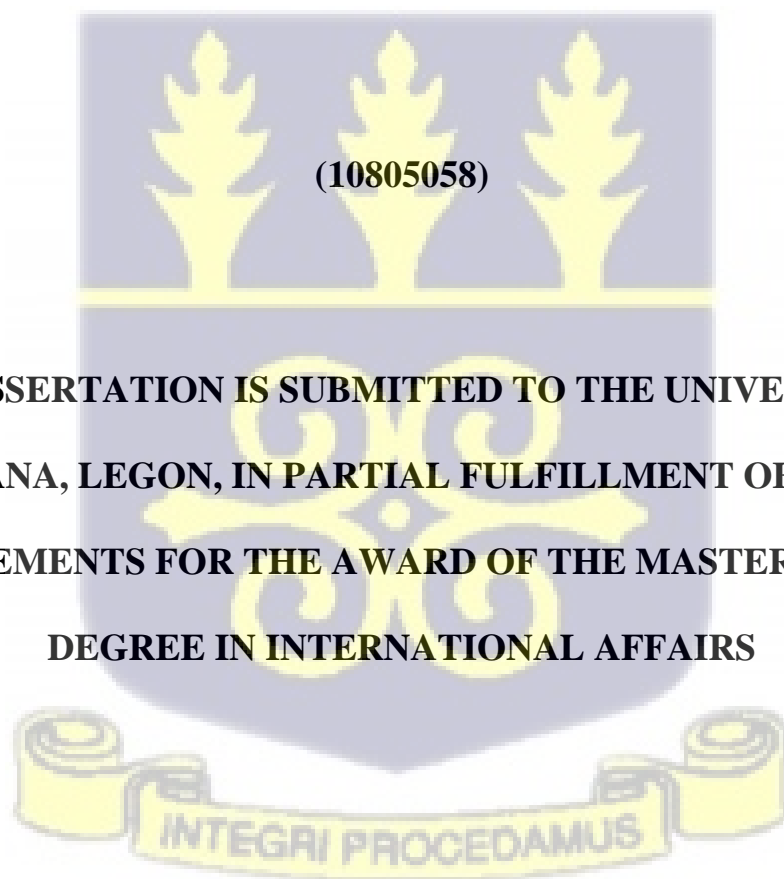 (10805058)
SSERTATION IS SUBMITTED TO THE UNIVE
ANA, LEGON, IN PARTIAL FULFILLMENT OF
EMENTS FOR THE AWARD OF THE MASTER
DEGREE IN INTERNATIONAL AFFAIRS
INTEGRI PROCEDAMUS